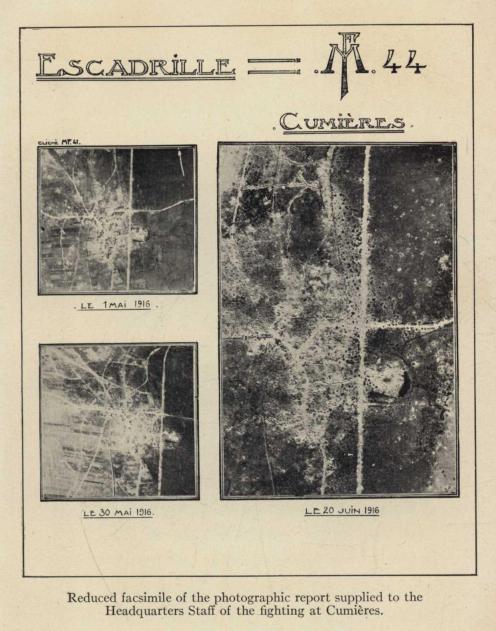 ESCADRILLE = MF. 44
CUMIÈRES.
CLICHÉ MF.41.
LE 1 MAI 1916.
LE 30 MAI 1916.
LE 20 JUIN 1916
Reduced facsimile of the photographic report supplied to the
Headquarters Staff of the fighting at Cumières.